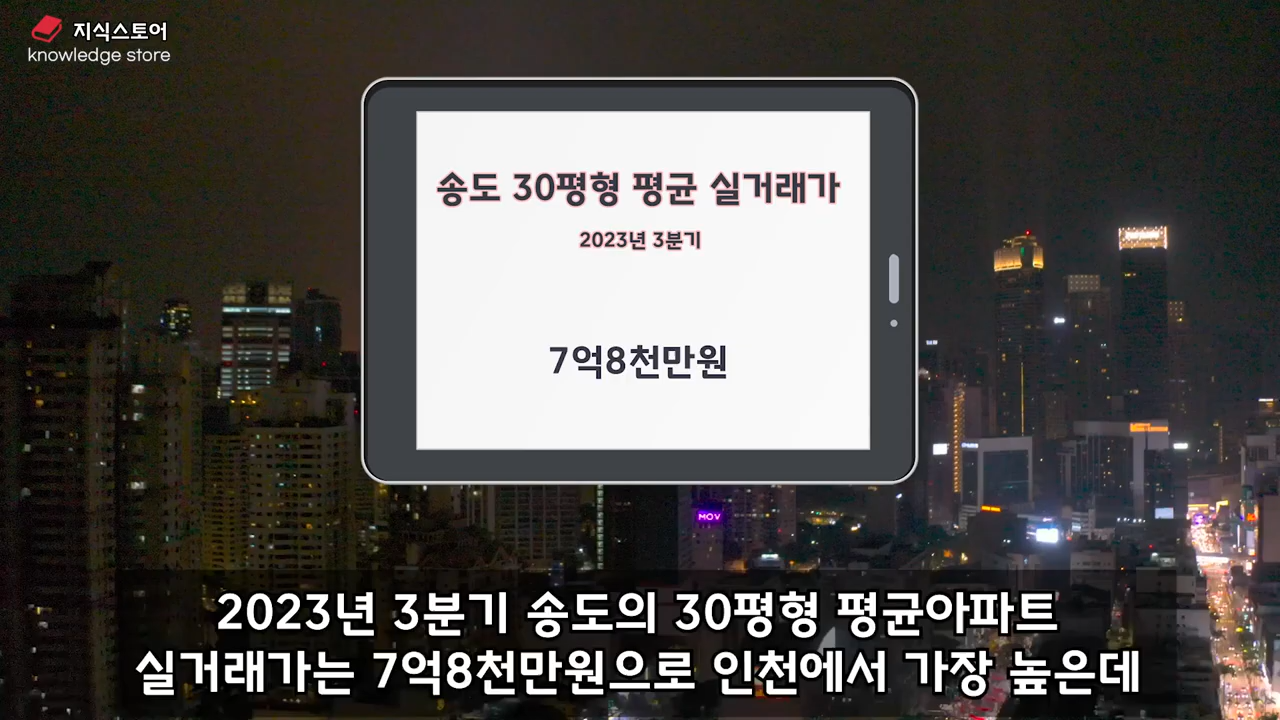 지식스토어
knowledge store
송도 30평형 평균 실거래가
2023년 3분기
7억8천만원
MOV
2023년 3분기 송도의 30평형 평균아파트
실거래가는 7억8천만원으로 인천에서 가장 높은데